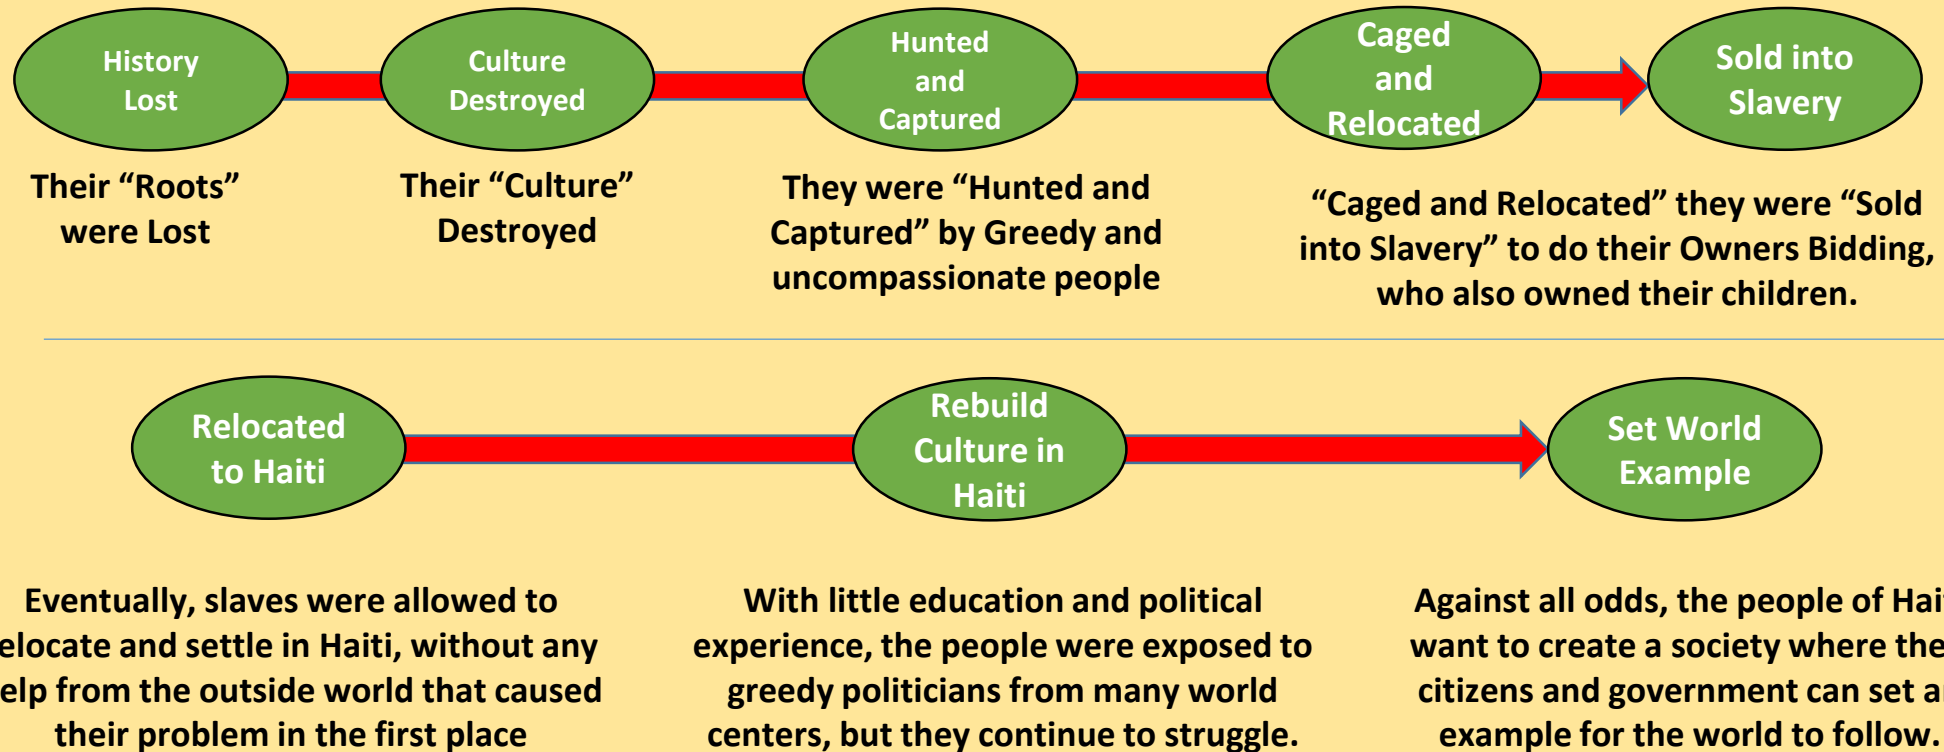 History
Lost
Culture
Destroyed
Hunted
and
Captured
Caged
and
Relocated
Sold into
Slavery
Their “Roots”
were Lost
Their “Culture”
Destroyed
They were “Hunted and
Captured” by Greedy and
uncompassionate people
“Caged and Relocated” they were “Sold
into Slavery” to do their Owners Bidding,
who also owned their children.
Relocated
to Haiti
Rebuild
Culture in
Haiti
Set World
Example
Eventually, slaves were allowed to
elocate and settle in Haiti, without any
elp from the outside world that caused
their problem in the first place
With little education and political
experience, the people were exposed to
greedy politicians from many world
centers, but they continue to struggle.
Against all odds, the people of Hait
want to create a society where the
citizens and government can set a
example for the world to follow.